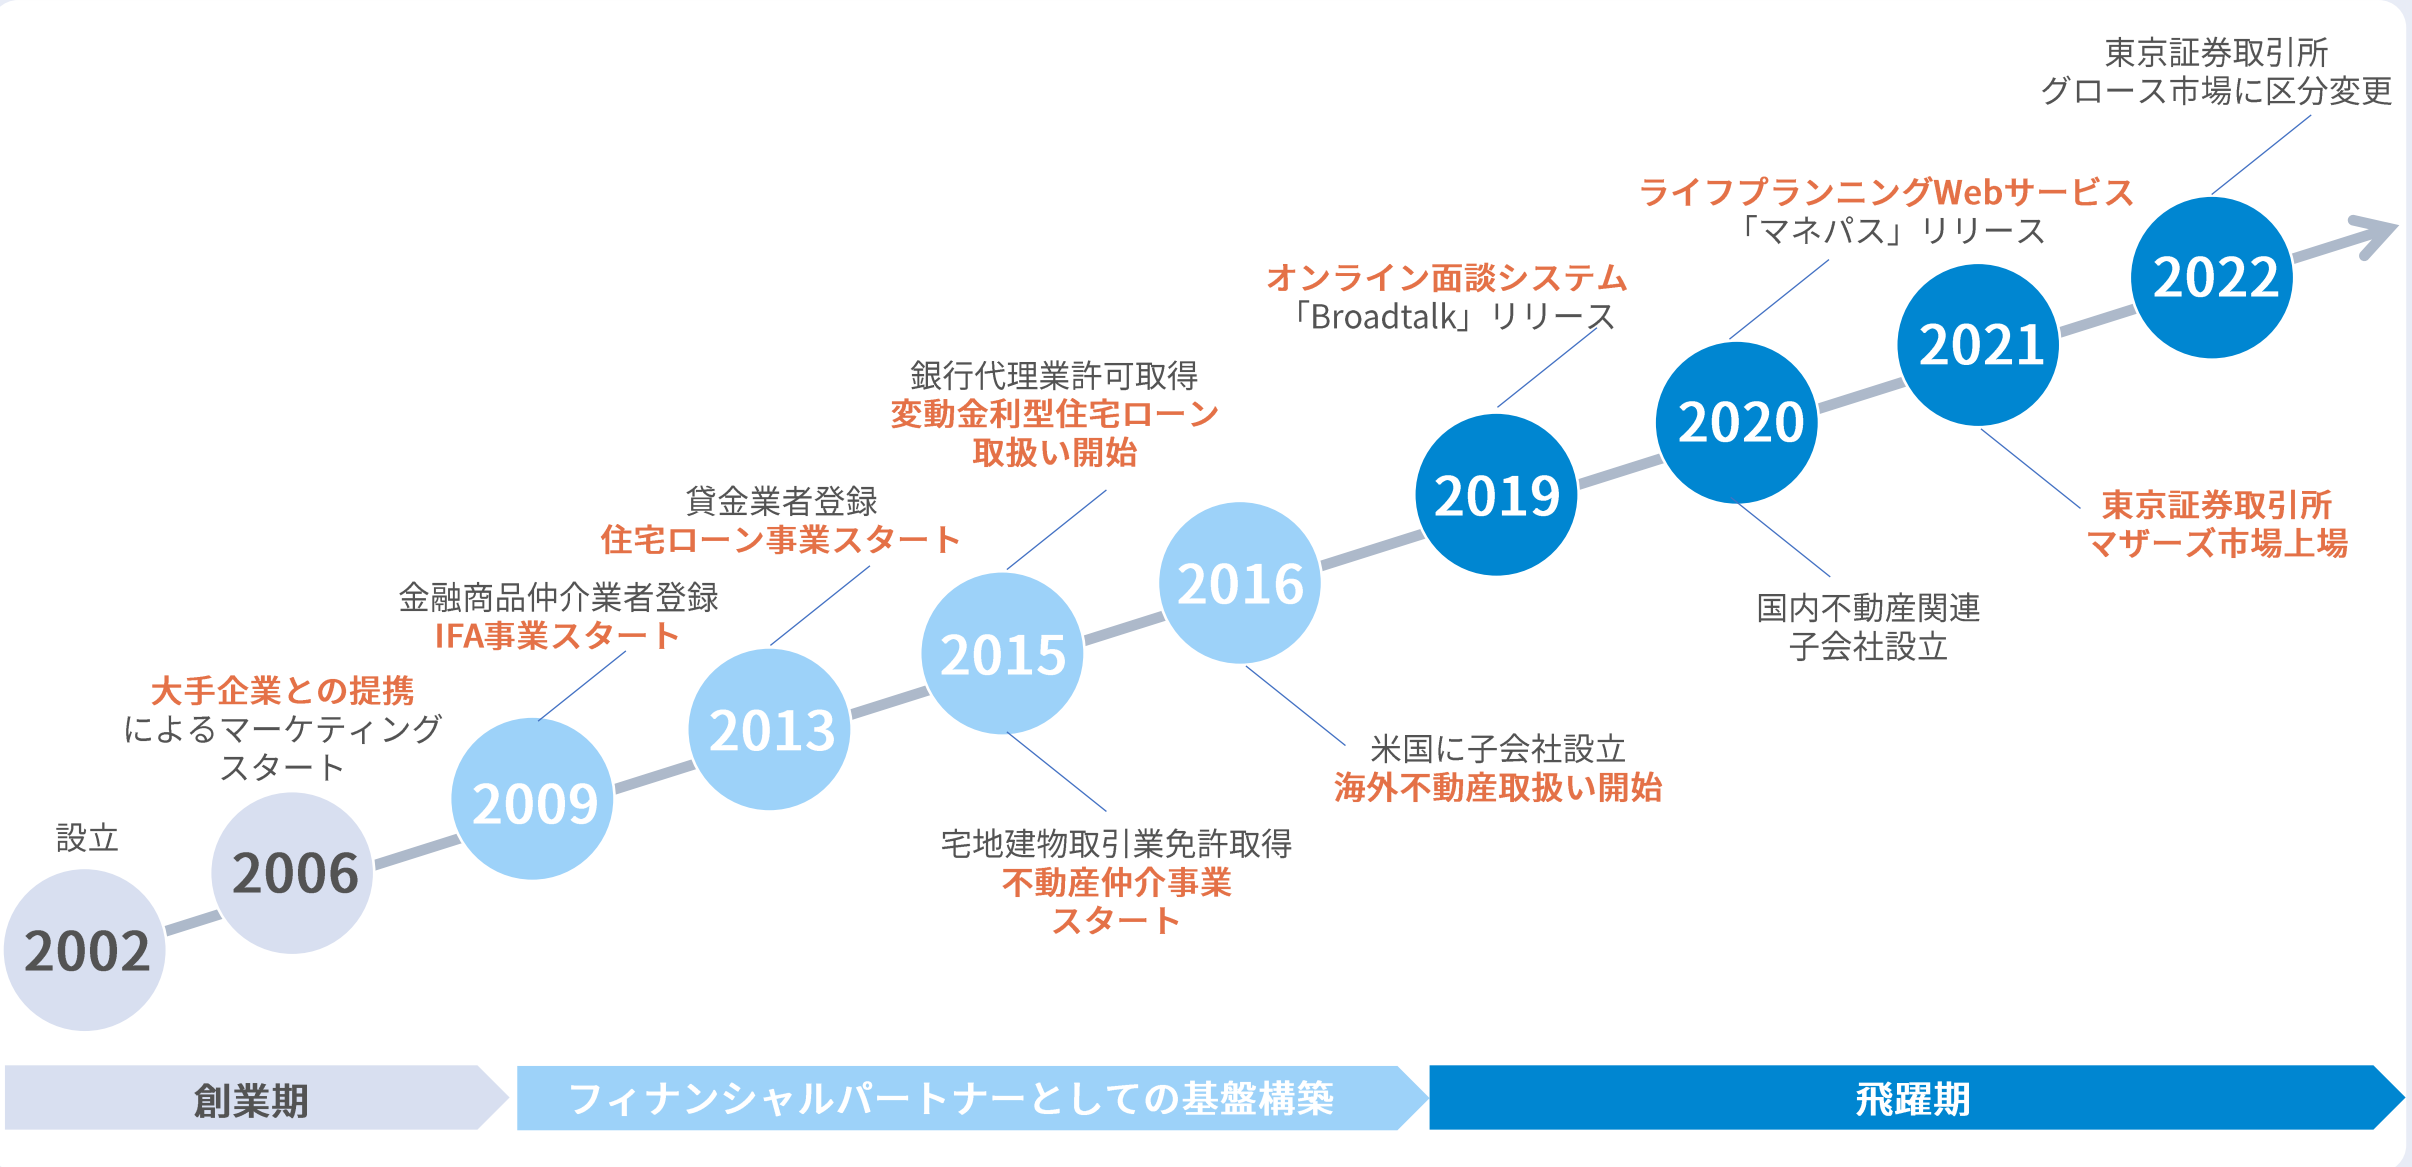 設立
2002
大手企業との提携
によるマーケティング
スタート
2006
金融商品仲介業者登録
IFA事業スタート
2009
貸金業者登録
住宅ローン事業スタート
2013
銀行代理業許可取得
変動金利型住宅ローン
取扱い開始
2015
宅地建物取引業免許取得
不動産仲介事業
スタート
2016
米国に子会社設立
海外不動産取扱い開始
オンライン面談システム
「Broadtalk」リリース
2019
ライフプランニングWebサービス
「マネパス」リリース
2020
国内不動産関連
子会社設立
2021
東京証券取引所
マザーズ市場上場
東京証券取引所
グロース市場に区分変更
2022
創業期
フィナンシャルパートナーとしての基盤構築
飛躍期